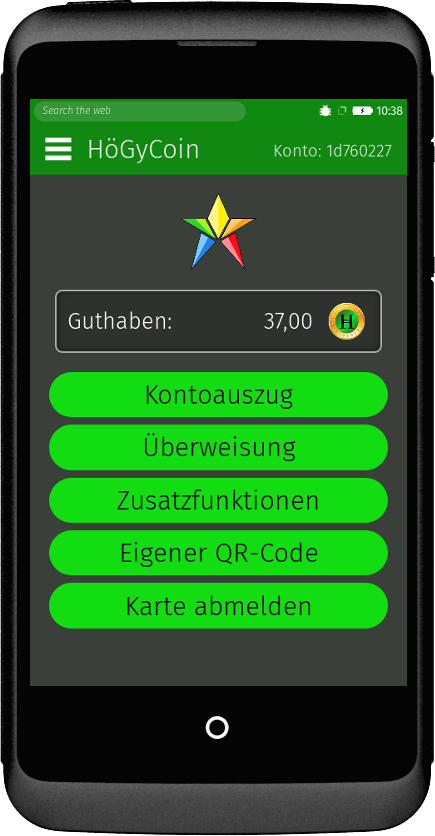 Search the web
10:38
HöGyCoin
Konto: 1d760227
Guthaben: 37,00 H
Kontoauszug
Überweisung
Zusatzfunktionen
Eigener QR-Code
Karte abmelden